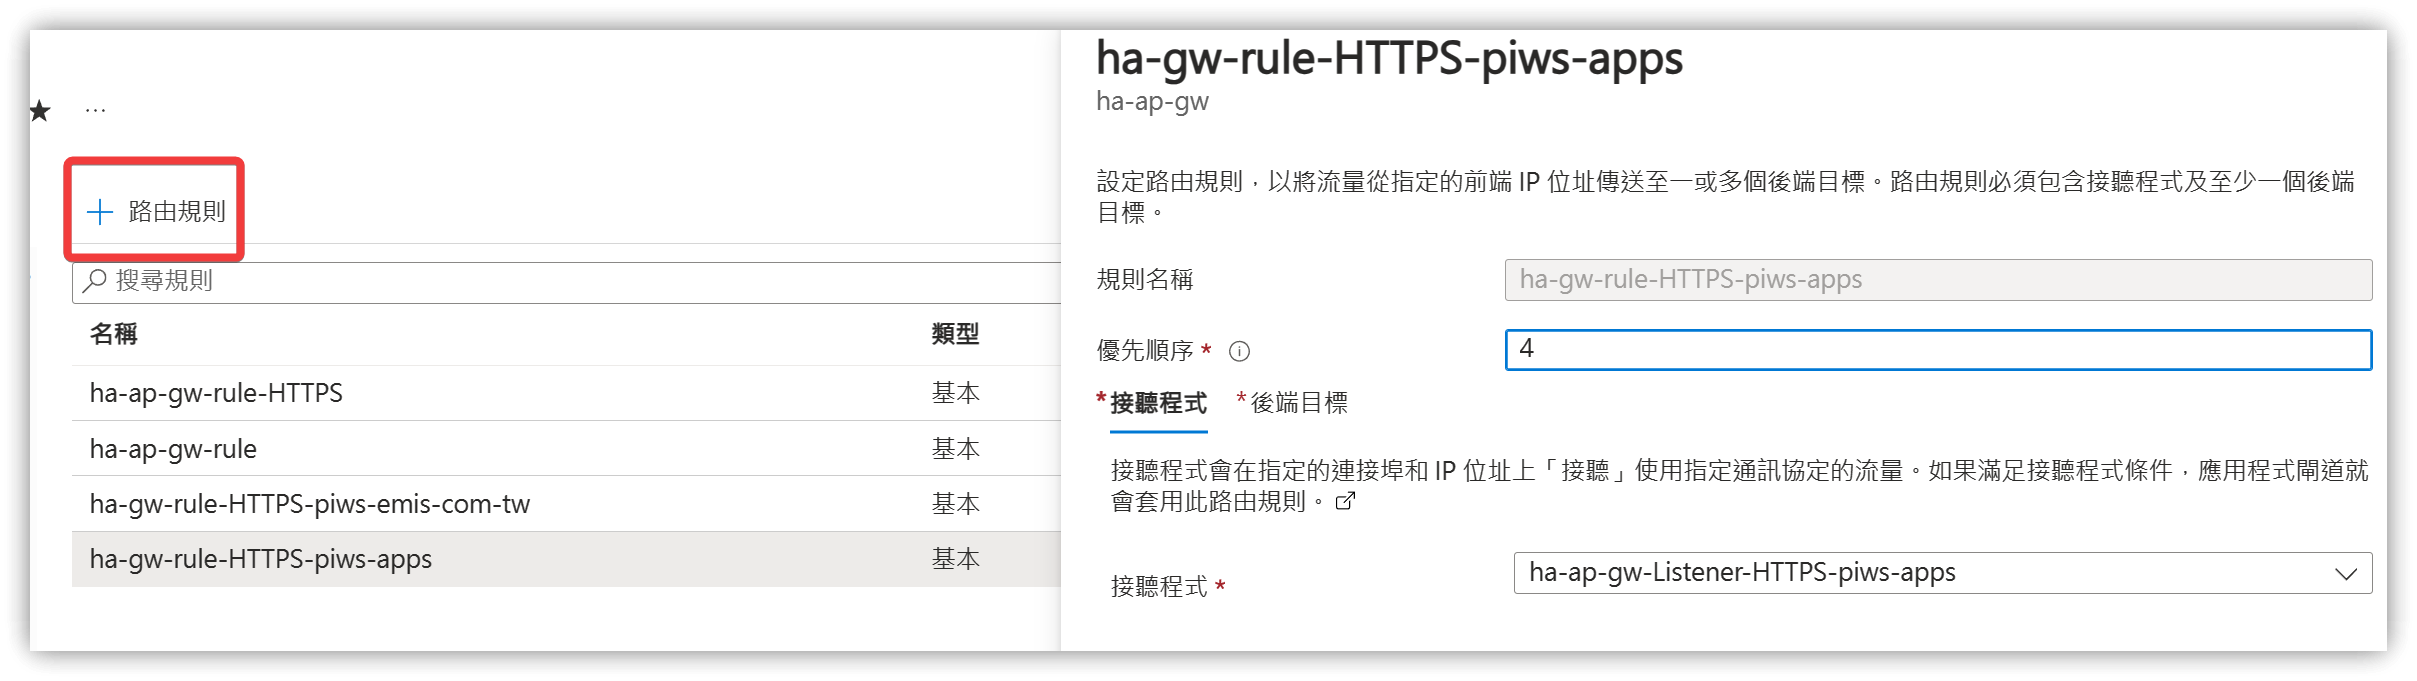 …
路由規則
搜尋規則
名稱 類型
ha-ap-gw-rule-HTTPS 基本
ha-ap-gw-rule 基本
ha-gw-rule-HTTPS-piws-emis-com-tw 基本
ha-gw-rule-HTTPS-piws-apps 基本
ha-gw-rule-HTTPS-piws-apps
ha-ap-gw
設定路由規則，以將流量從指定的前端 IP 位址傳送至一或多個後端目標。路由規則必須包含接聽程式及至少一個後端
目標。
規則名稱 ha-gw-rule-HTTPS-piws-apps
優先順序 * 4
*接聽程式 *後端目標
接聽程式會在指定的連接埠和 IP 位址上「接聽」使用指定通訊協定的流量。如果滿足接聽程式條件，應用程式閘道就
會套用此路由規則。
接聽程式 * ha-ap-gw-Listener-HTTPS-piws-apps